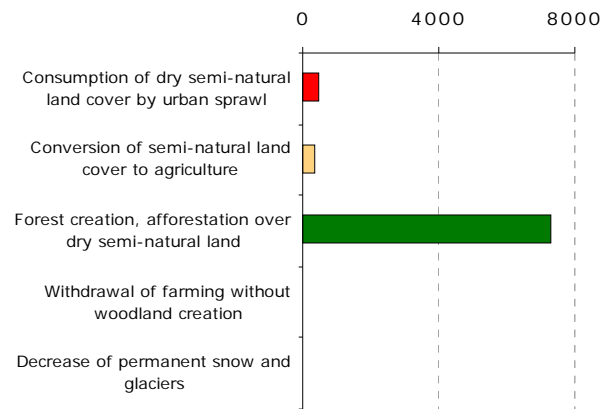 0 4000 8000
Consumption of dry semi-natural
land cover by urban sprawl
Conversion of semi-natural land
cover to agriculture
Forest creation, afforestation over
dry semi-natural land
Withdrawal of farming without
woodland creation
Decrease of permanent snow and
glaciers